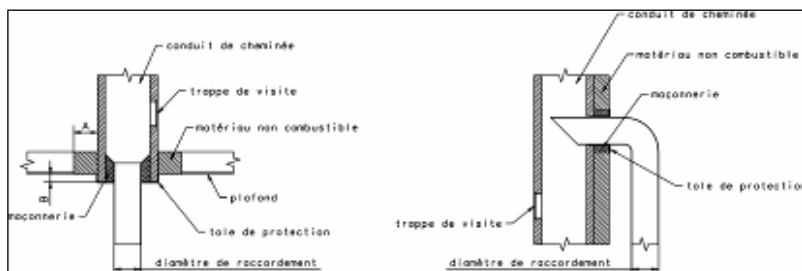 conduit de cheminée
trappe de visite
matériau non combustible
A
B
plafond
maçonnerie
tole de protection
diamètre de raccordement
conduit de cheminée
matériau non combustible
maçonnerie
tole de protection
trappe de visite
diamètre de raccordement